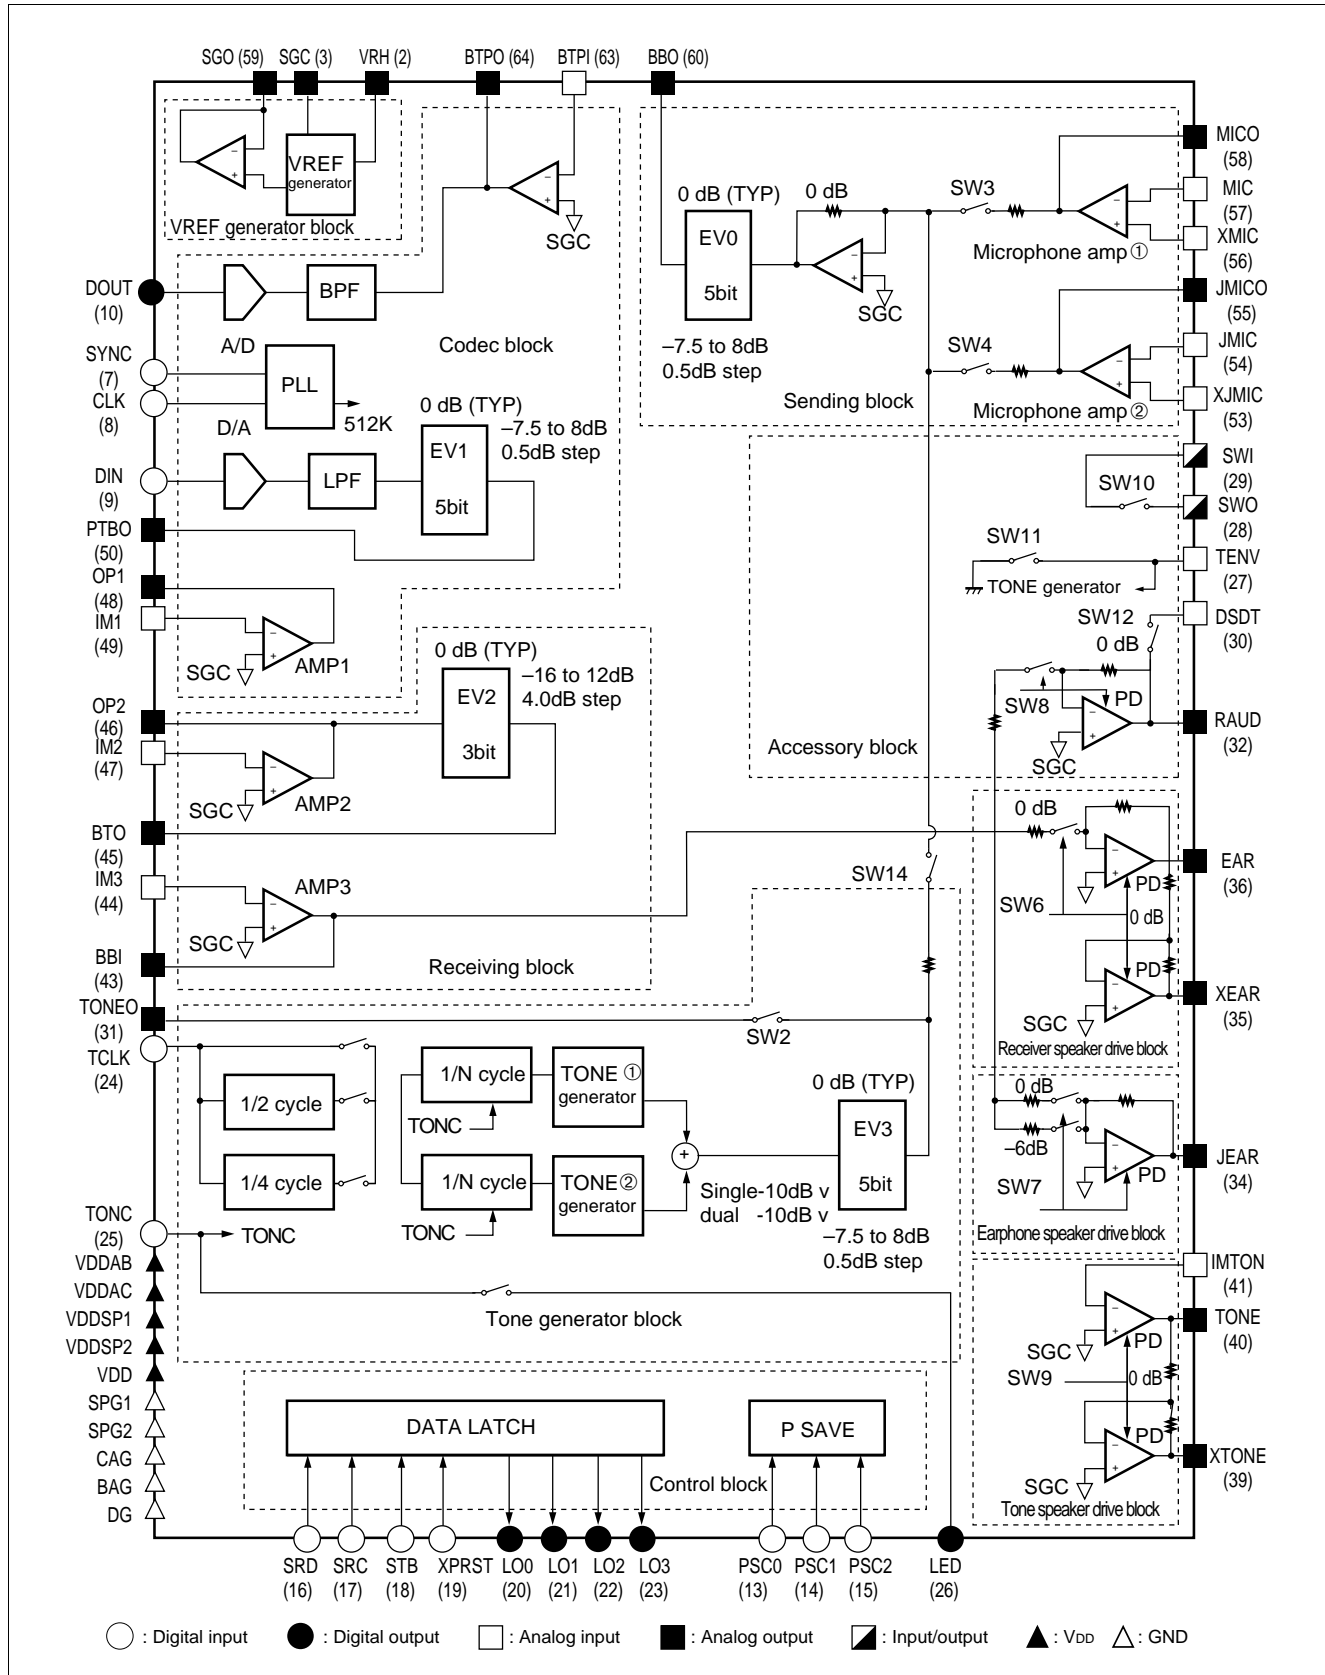 SGO (59)
SGC (3)
VRH (2)
BTPO (64)
BTPI (63)
BBO (60)
VREF
generator
VREF generator block
SGC
DOUT
(10)
A/D
BPF
Codec block
SYNC
(7)
CLK
(8)
PLL
512K
D/A
DIN
(9)
LPF
0 dB (TYP)
EV1
5bit
–7.5 to 8dB
0.5dB step
PTBO
(50)
OP1
(48)
IM1
(49)
SGC
AMP1
0 dB (TYP)
EV0
5bit
–7.5 to 8dB
0.5dB step
0 dB
SGC
SW3
Microphone amp ①
SW4
Microphone amp ②
Sending block
MICO
(58)
MIC
(57)
XMIC
(56)
JMICO
(55)
JMIC
(54)
XJMIC
(53)
SWI
(29)
SW10
SWO
(28)
SW11
TENV
(27)
TONE generator
SW12
DSDT
(30)
0 dB
SW8
PD
SGC
RAUD
(32)
Accessory block
0 dB (TYP)
EV2
3bit
–16 to 12dB
4.0dB step
OP2
(46)
IM2
(47)
SGC
AMP2
BTO
(45)
IM3
(44)
AMP3
SGC
BBI
(43)
Receiving block
0 dB
EAR
(36)
PD
SW6
0 dB
PD
SGC
XEAR
(35)
Receiver speaker drive block
SW14
TONEO
(31)
SW2
TCLK
(24)
1/2 cycle
1/4 cycle
1/N cycle
TONC
TONE ①
generator
1/N cycle
TONC
TONE ②
generator
+
0 dB (TYP)
EV3
5bit
Single-10dB v
dual -10dB v
–7.5 to 8dB
0.5dB step
0 dB
–6dB
SW7
PD
JEAR
(34)
Earphone speaker drive block
TONC
(25)
TONC
Tone generator block
IMTON
(41)
TONE
(40)
SGC
PD
SW9
0 dB
PD
SGC
XTONE
(39)
Tone speaker drive block
VDDAB
VDDAC
VDDSP1
VDDSP2
VDD
SPG1
SPG2
CAG
BAG
DG
DATA LATCH
P SAVE
Control block
SRD
(16)
SRC
(17)
STB
(18)
XPRST
(19)
LO0
(20)
LO1
(21)
LO2
(22)
LO3
(23)
PSC0
(13)
PSC1
(14)
PSC2
(15)
LED
(26)
: Digital input
: Digital output
: Analog input
: Analog output
: Input/output
: VDD
: GND